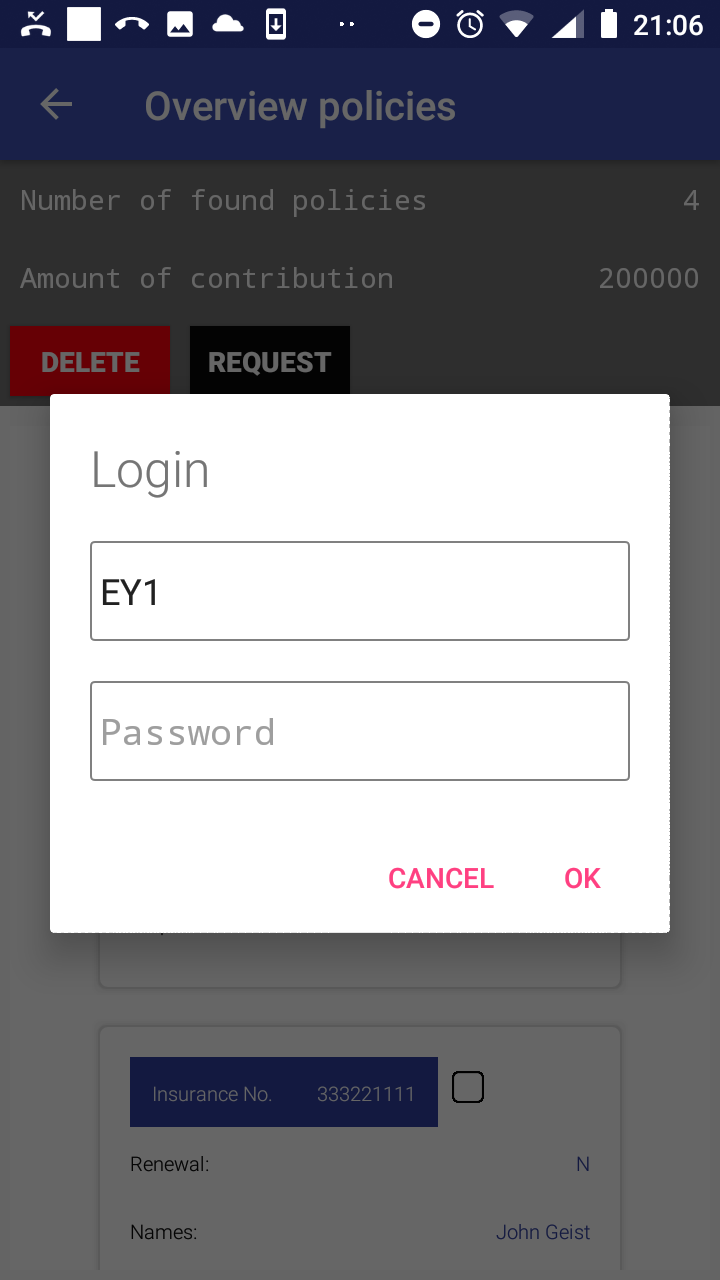 21:06
Overview policies
Number of found policies 4
Amount of contribution 200000
DELETE REQUEST
Login
EY1
Password
CANCEL OK
Insurance No. 333221111
Renewal: N
Names: John Geist